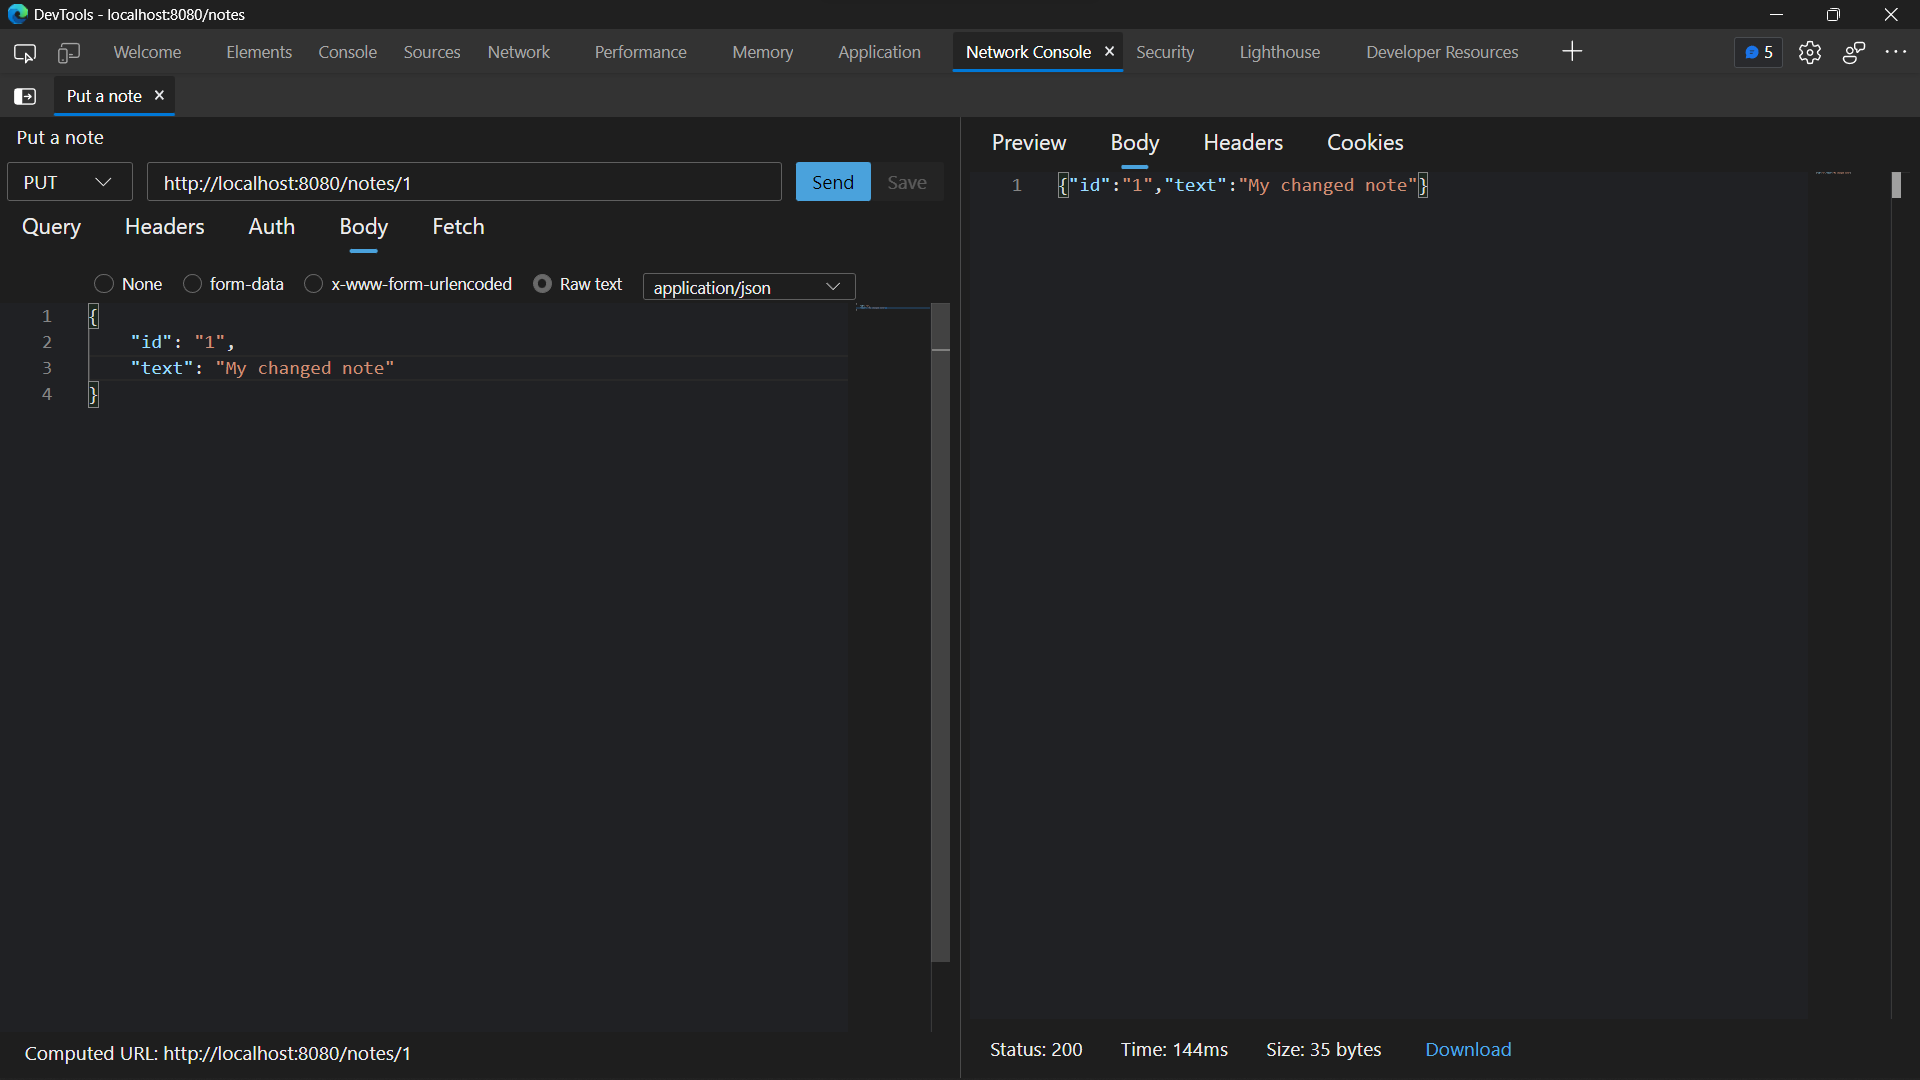 DevTools - localhost:8080/notes
Welcome Elements Console Sources Network Performance Memory Application Network Console Security Lighthouse Developer Resources 5
Put a note
Put a note
PUT http://localhost:8080/notes/1 Send Save
Query Headers Auth Body Fetch
None form-data x-www-form-urlencoded Raw text application/json
1 {
2 "id": "1",
3 "text": "My changed note"
4 }
Computed URL: http://localhost:8080/notes/1
Preview Body Headers Cookies
1 {"id":"1","text":"My changed note"}
Status: 200 Time: 144ms Size: 35 bytes Download